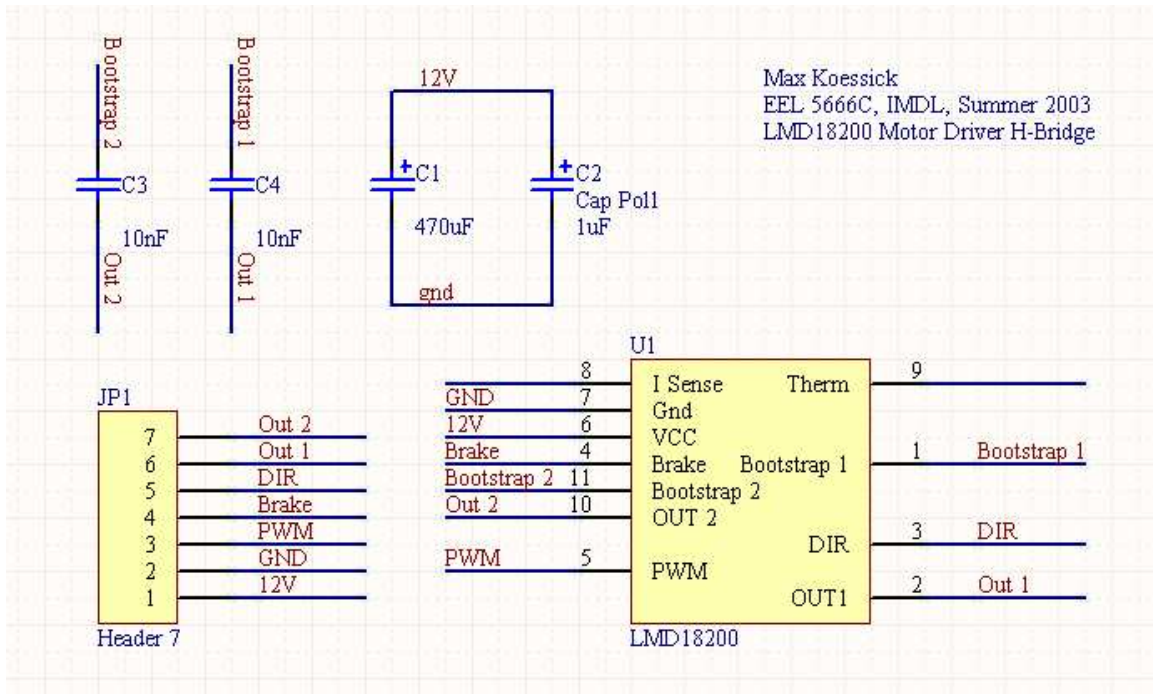 Bootstrap 2
C3
10nF
Out 2
Bootstrap 1
C4
10nF
Out 1
12V
+
C1
470uF
+
C2
Cap Pol1
1uF
gnd
Max Koessick
EEL 5666C, IMDL, Summer 2003
LMD18200 Motor Driver H-Bridge
JP1
7 Out 2
6 Out 1
5 DIR
4 Brake
3 PWM
2 GND
1 12V
Header 7
U1
8 I Sense
GND 7 Gnd
12V 6 VCC
Brake 4 Brake
Bootstrap 2 11 Bootstrap 2
Out 2 10 OUT 2
PWM 5 PWM
Therm 9
Bootstrap 1 1 Bootstrap 1
DIR 3 DIR
OUT1 2 Out 1
LMD18200